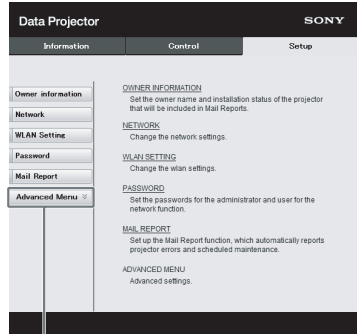 Data Projector
SONY
Information
Control
Setup
Owner information
Network
WLAN Setting
Password
Mail Report
Advanced Menu
OWNER INFORMATION
Set the owner name and installation status of the projector
that will be included in Mail Reports.
NETWORK
Change the network settings.
WLAN SETTING
Change the wlan settings.
PASSWORD
Set the passwords for the administrator and user for the
network function.
MAIL REPORT
Set up the Mail Report function, which automatically reports
projector errors and scheduled maintenance.
ADVANCED MENU
Advanced settings.